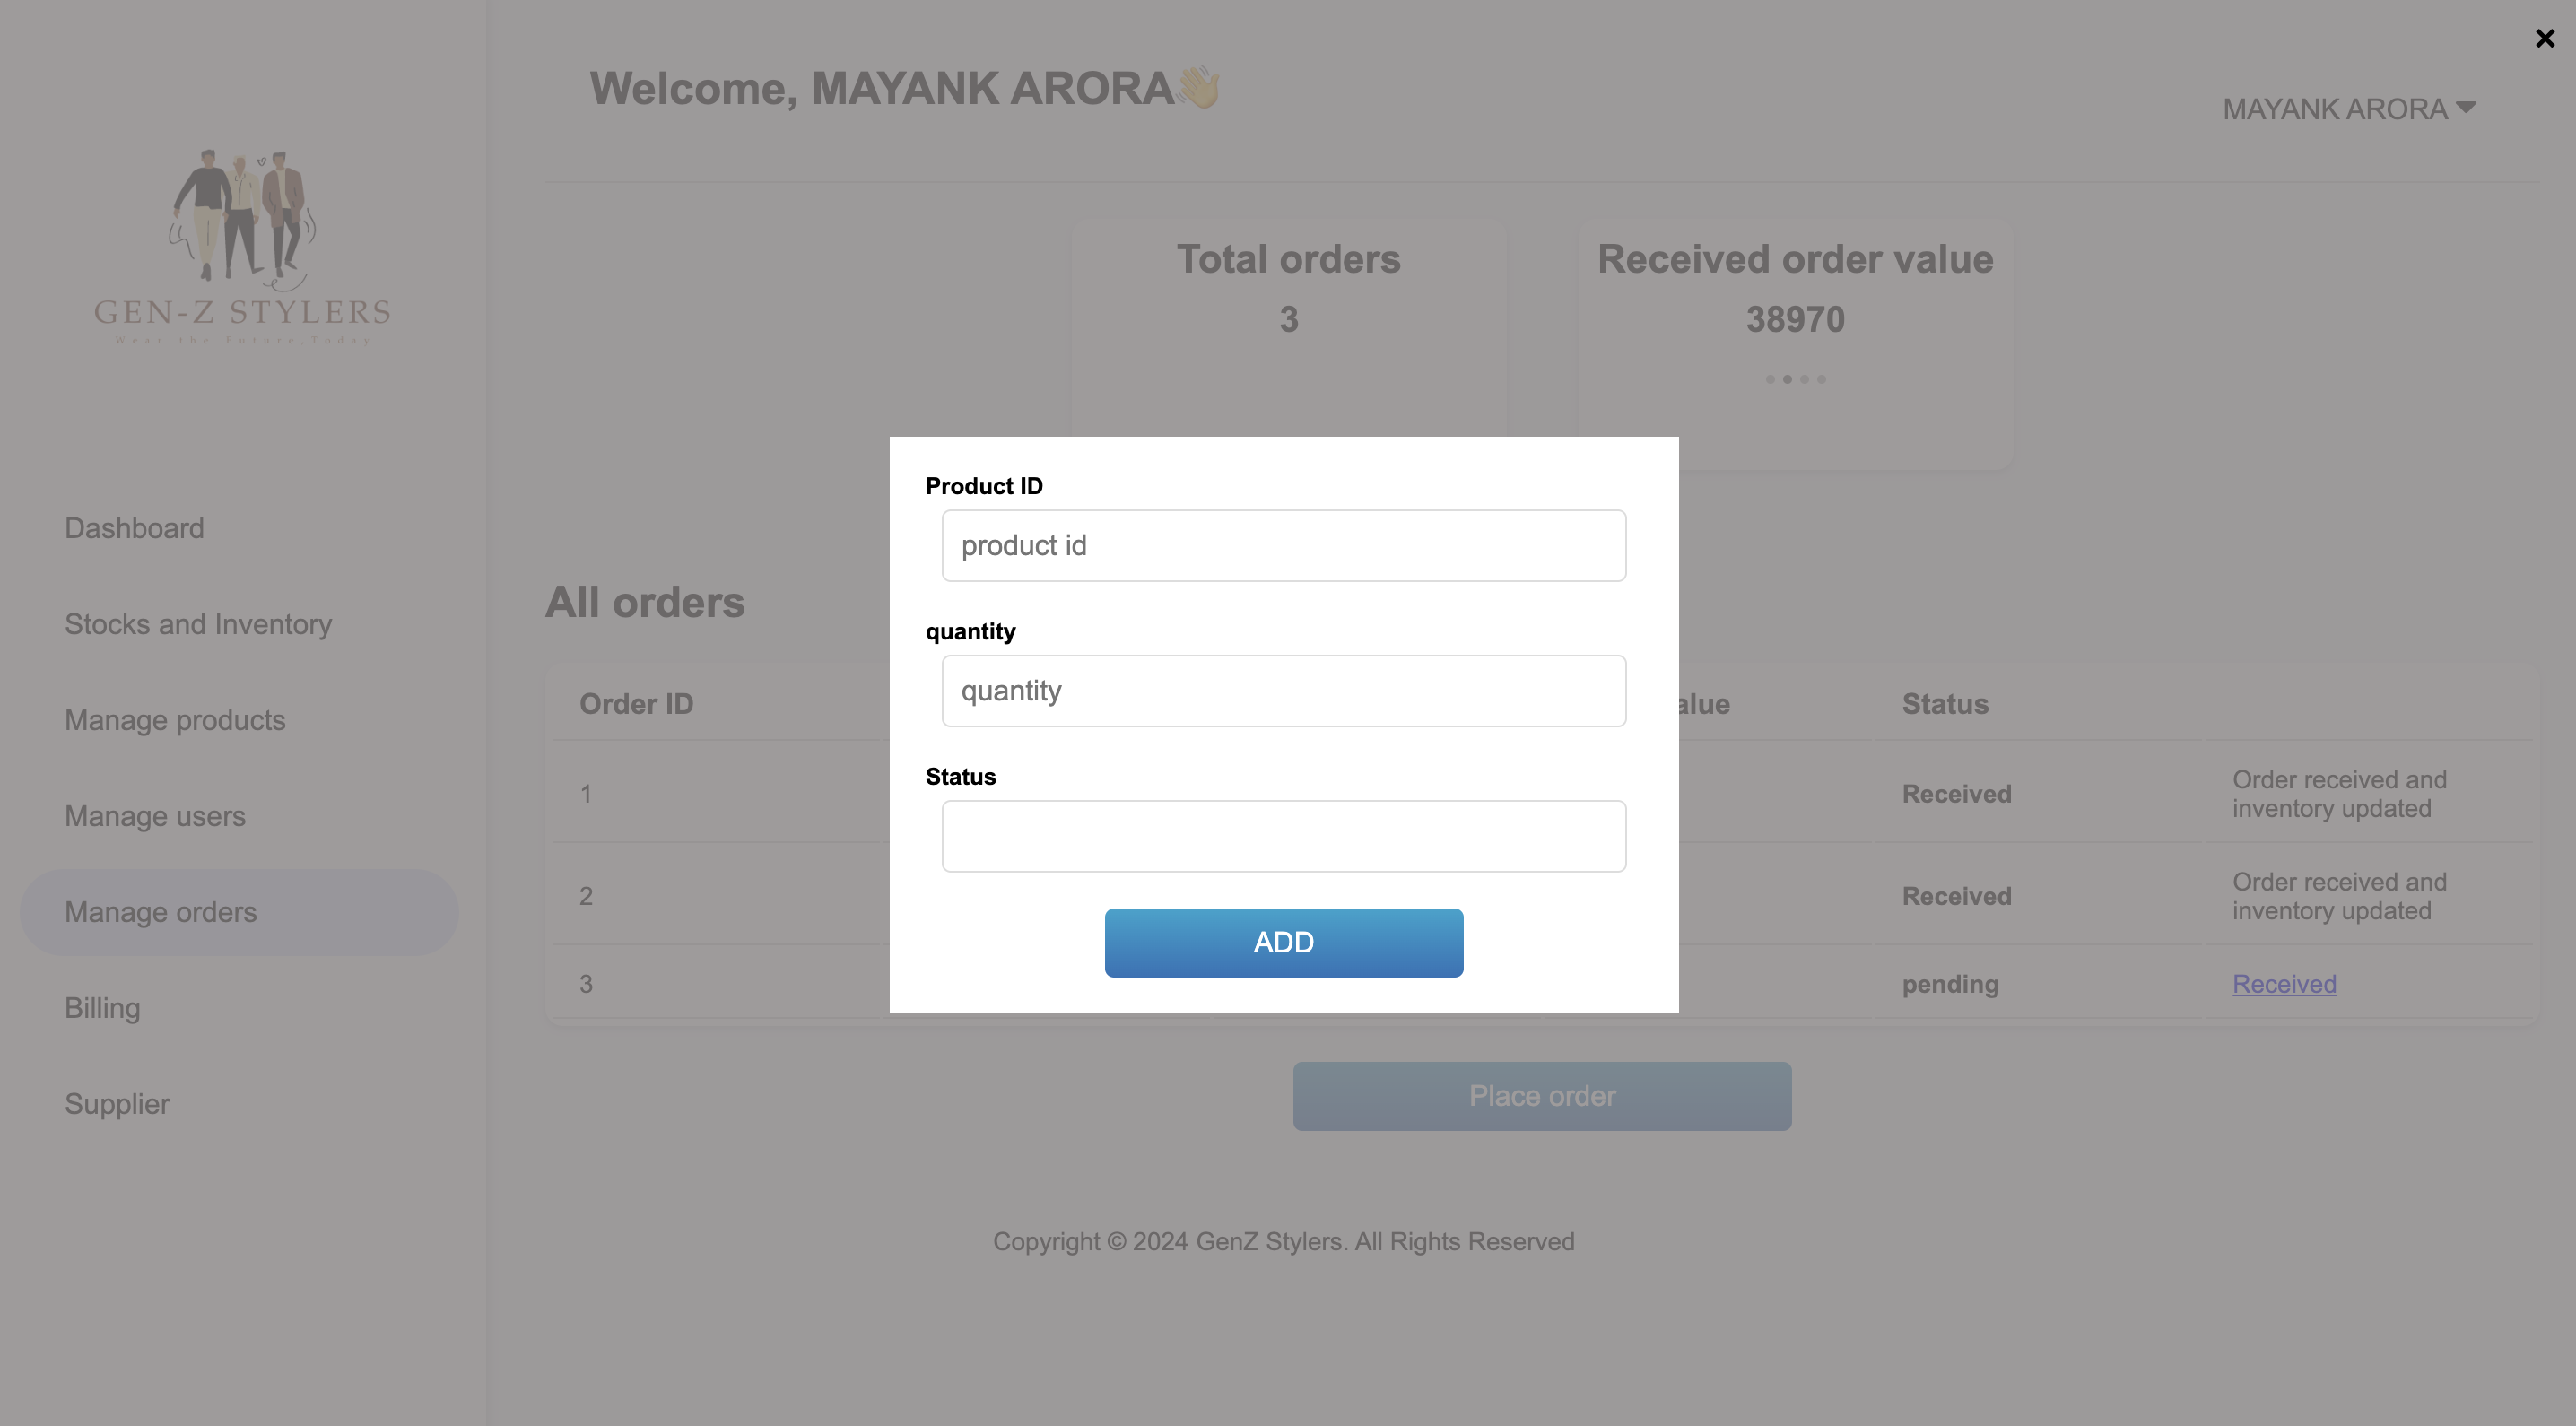 ×
Welcome, MAYANK ARORA👋
MAYANK ARORA
GEN-Z STYLERS
Wear the Future.Today
Dashboard
Stocks and Inventory
Manage products
Manage users
Manage orders
Billing
Supplier
Total orders
3
Received order value
38970
Product ID
product id
quantity
quantity
Status
ADD
All orders
Order ID
alue
Status
1
Received
Order received and
inventory updated
2
Received
Order received and
inventory updated
3
pending
Received
Place order
Copyright © 2024 GenZ Stylers. All Rights Reserved